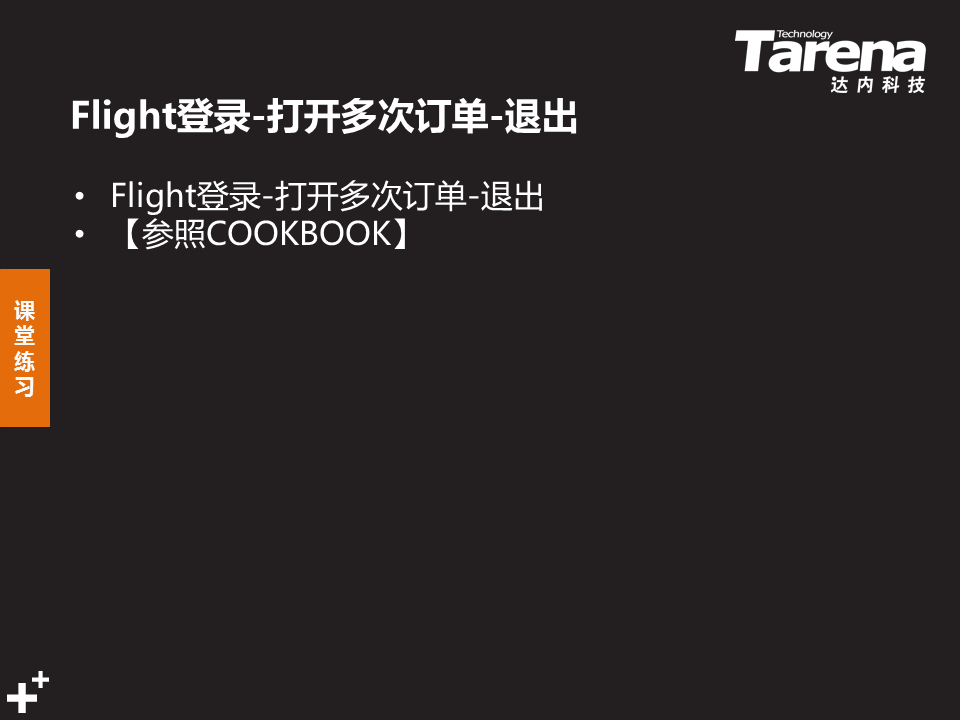 Technology
Tarena
达内科技
Flight登录-打开多次订单-退出
• Flight登录-打开多次订单-退出
• 【参照COOKBOOK】
课
堂
练
习